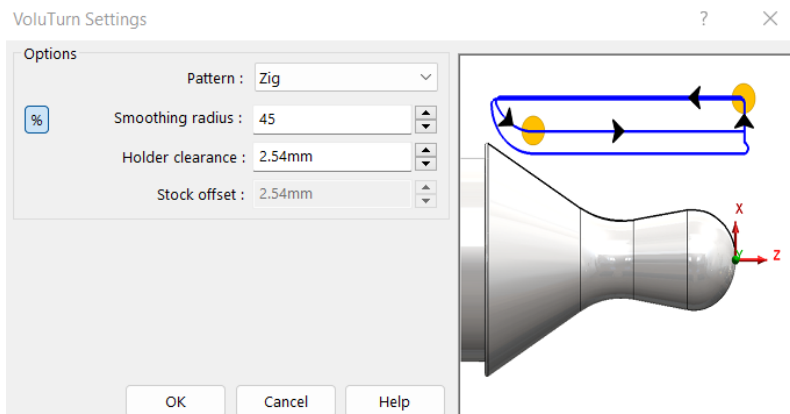 VoluTurn Settings
Options
Pattern : Zig
% Smoothing radius : 45
Holder clearance : 2.54mm
Stock offset : 2.54mm
OK Cancel Help
X
Y
Z